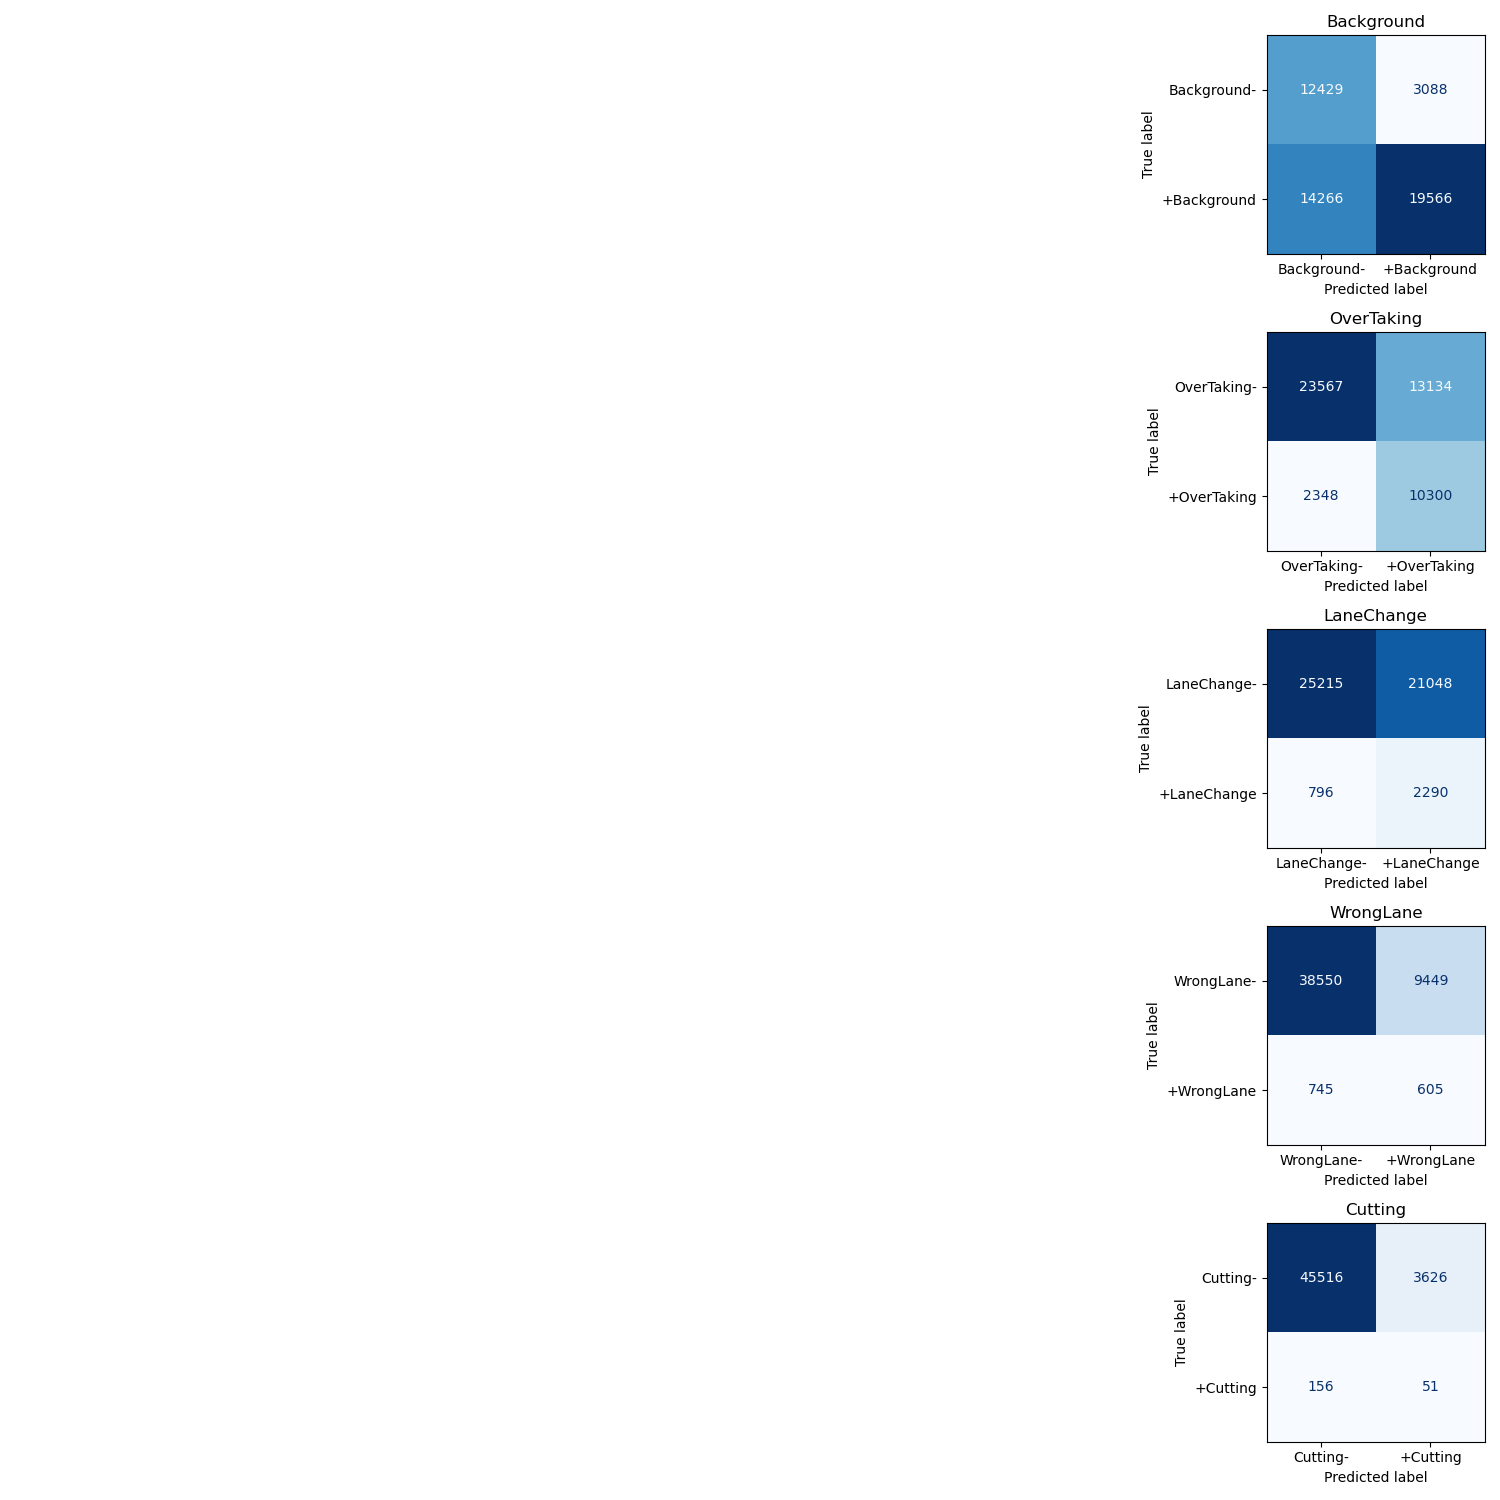 Background
Background-
12429 3088
True label
+Background
14266 19566
Background- +Background
Predicted label
OverTaking
OverTaking-
23567 13134
True label
+OverTaking
2348 10300
OverTaking- +OverTaking
Predicted label
LaneChange
LaneChange-
25215 21048
True label
+LaneChange
796 2290
LaneChange- +LaneChange
Predicted label
WrongLane
WrongLane-
38550 9449
True label
+WrongLane
745 605
WrongLane- +WrongLane
Predicted label
Cutting
Cutting-
45516 3626
True label
+Cutting
156 51
Cutting- +Cutting
Predicted label